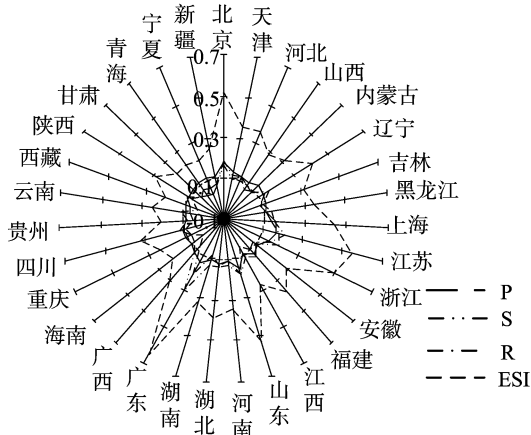 北京
天津
河北
山西
内蒙古
辽宁
吉林
黑龙江
上海
江苏
浙江
安徽
福建
江西
山东
河南
湖北
湖南
广东
广西
海南
重庆
四川
贵州
云南
西藏
陕西
甘肃
青海
宁夏
新疆
0.7
0.5
0.3
0.1
-0
P
S
R
ESI